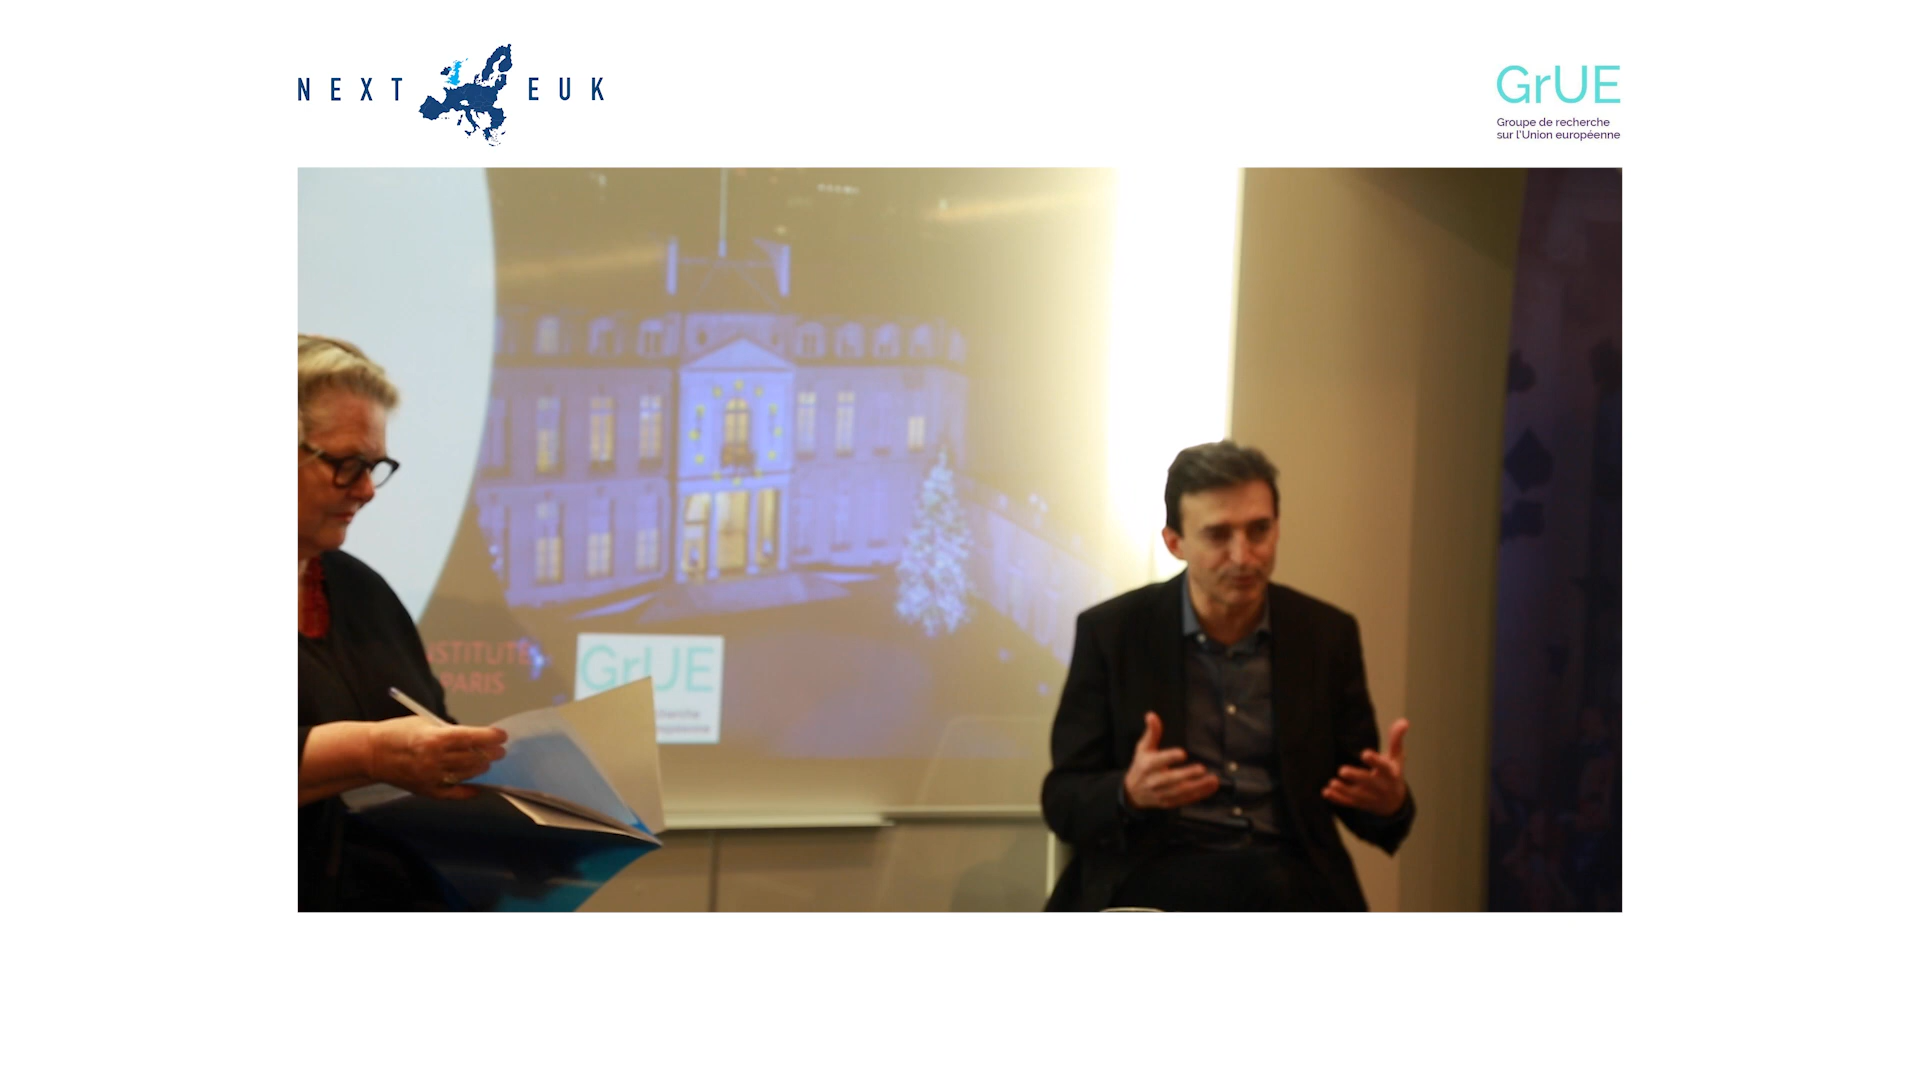 NEXT EUK
GrUE
Groupe de recherche
sur l'Union européenne
PARIS
GrUE